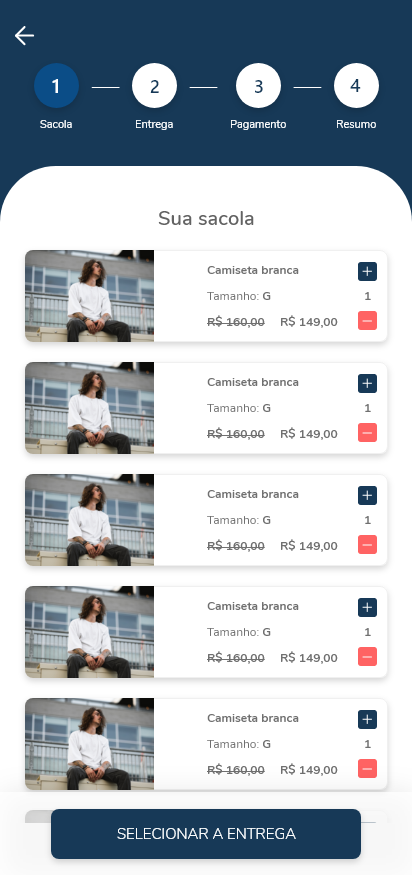 1 2 3 4
Sacola Entrega Pagamento Resumo
Sua sacola
Camiseta branca
Tamanho: G 1
R$ 160,00 R$ 149,00
Camiseta branca
Tamanho: G 1
R$ 160,00 R$ 149,00
Camiseta branca
Tamanho: G 1
R$ 160,00 R$ 149,00
Camiseta branca
Tamanho: G 1
R$ 160,00 R$ 149,00
Camiseta branca
Tamanho: G 1
R$ 160,00 R$ 149,00
SELECIONAR A ENTREGA